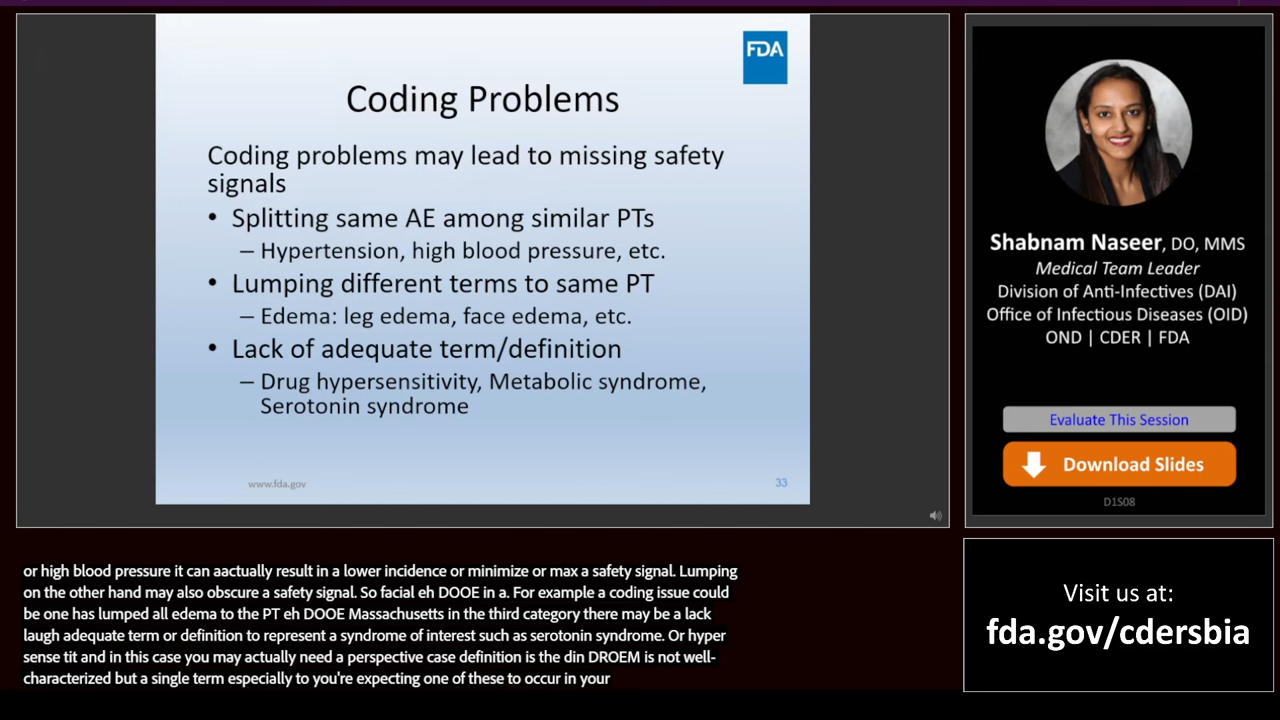 FDA
Coding Problems
Coding problems may lead to missing safety
signals
• Splitting same AE among similar PTs
– Hypertension, high blood pressure, etc.
• Lumping different terms to same PT
– Edema: leg edema, face edema, etc.
• Lack of adequate term/definition
– Drug hypersensitivity, Metabolic syndrome,
Serotonin syndrome
www.fda.gov
33
Shabnam Naseer, DO, MMS
Medical Team Leader
Division of Anti-Infectives (DAI)
Office of Infectious Diseases (OID)
OND | CDER | FDA
Evaluate This Session
Download Slides
D1S08
or high blood pressure it can aactually result in a lower incidence or minimize or max a safety signal. Lumping
on the other hand may also obscure a safety signal. So facial eh DOOE in a. For example a coding issue could
be one has lumped all edema to the PT eh DOOE Massachusetts in the third category there may be a lack
laugh adequate term or definition to represent a syndrome of interest such as serotonin syndrome. Or hyper
sense tit and in this case you may actually need a perspective case definition is the din DROEM is not well-
characterized but a single term especially to you're expecting one of these to occur in your
Visit us at:
fda.gov/cdersbia